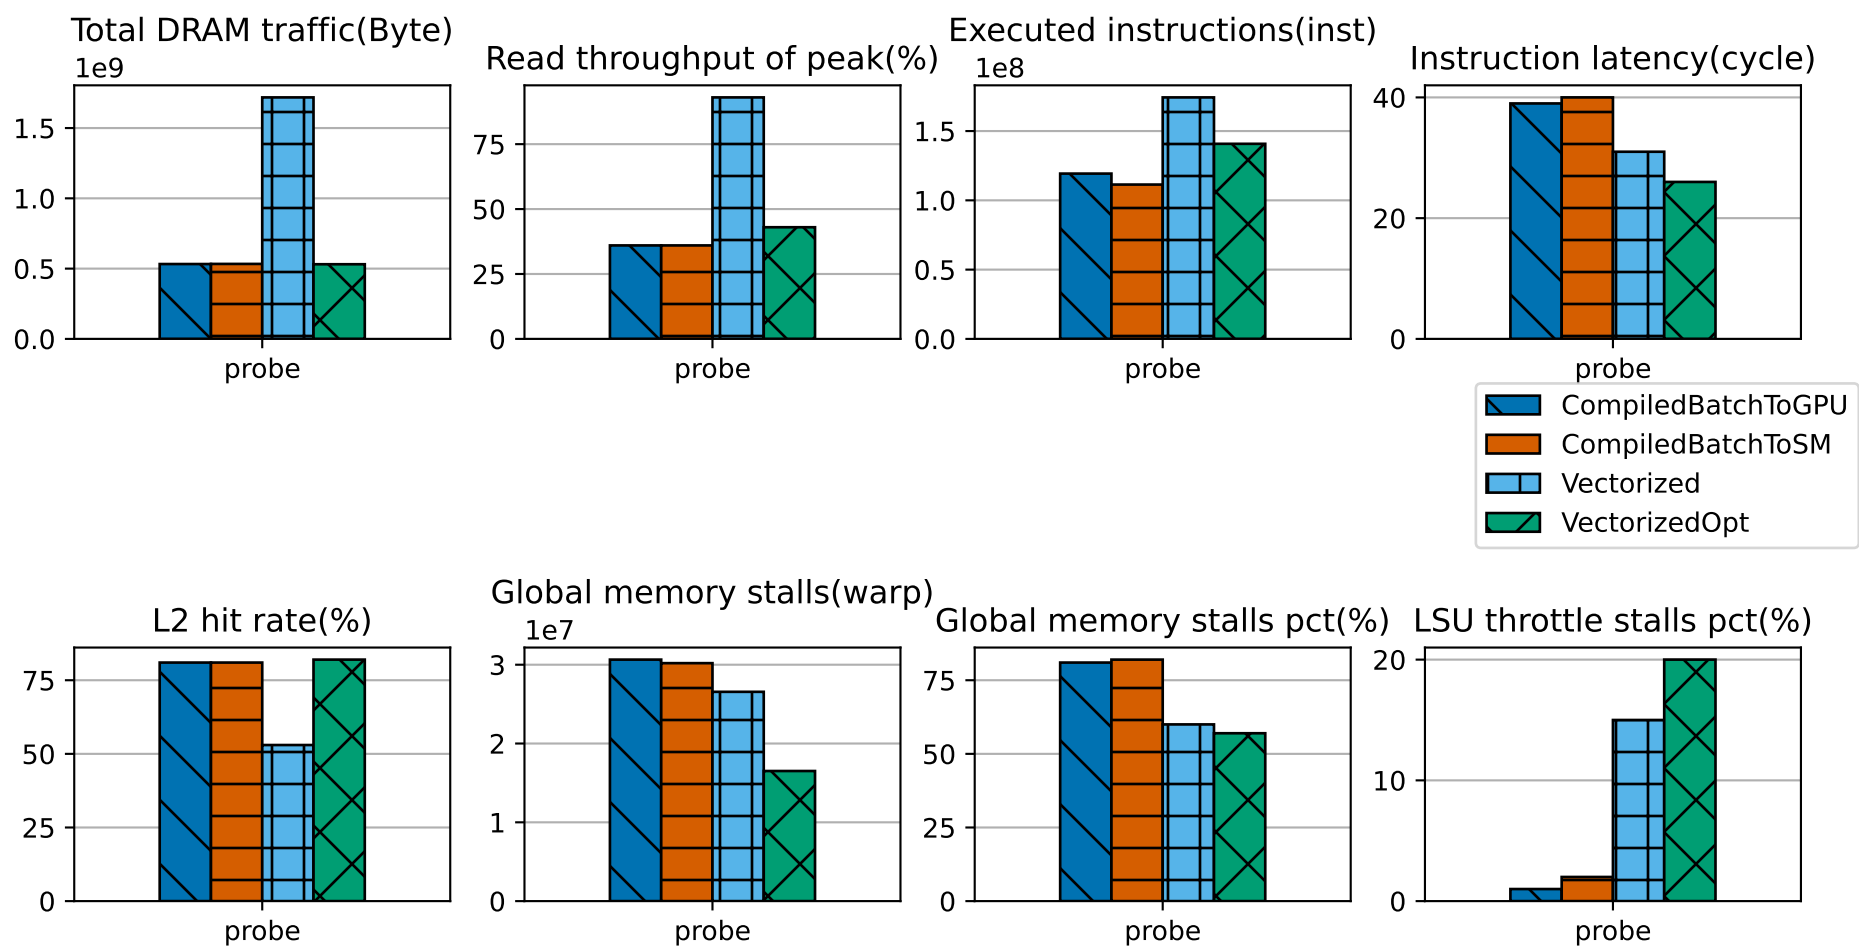 Total DRAM traffic(Byte)
1e9
1.5
1.0
0.5
0.0
probe
Read throughput of peak(%)
75
50
25
0
probe
Executed instructions(inst)
1e8
1.5
1.0
0.5
0.0
probe
Instruction latency(cycle)
40
20
0
probe
CompiledBatchToGPU
CompiledBatchToSM
Vectorized
VectorizedOpt
L2 hit rate(%)
75
50
25
0
probe
Global memory stalls(warp)
1e7
3
2
1
0
probe
Global memory stalls pct(%)
75
50
25
0
probe
LSU throttle stalls pct(%)
20
10
0
probe